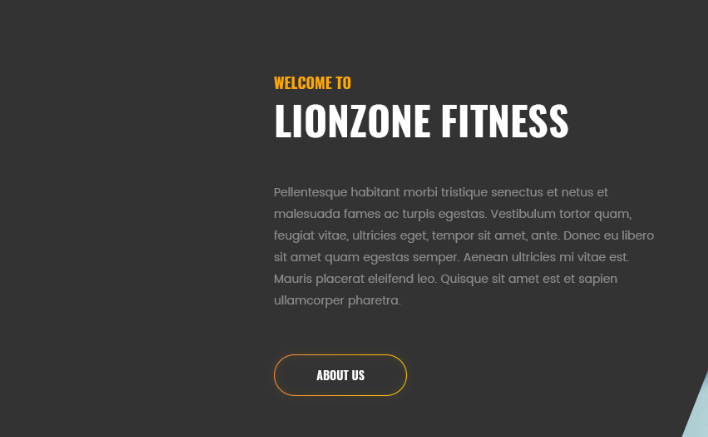 WELCOME TO
LIONZONE FITNESS
Pellentesque habitant morbi tristique senectus et netus et
malesuada fames ac turpis egestas. Vestibulum tortor quam,
feugiat vitae, ultricies eget, tempor sit amet, ante. Donec eu libero
sit amet quam egestas semper. Aenean ultricies mi vitae est.
Mauris placerat eleifend leo. Quisque sit amet est et sapien
ullamcorper pharetra.
ABOUT US